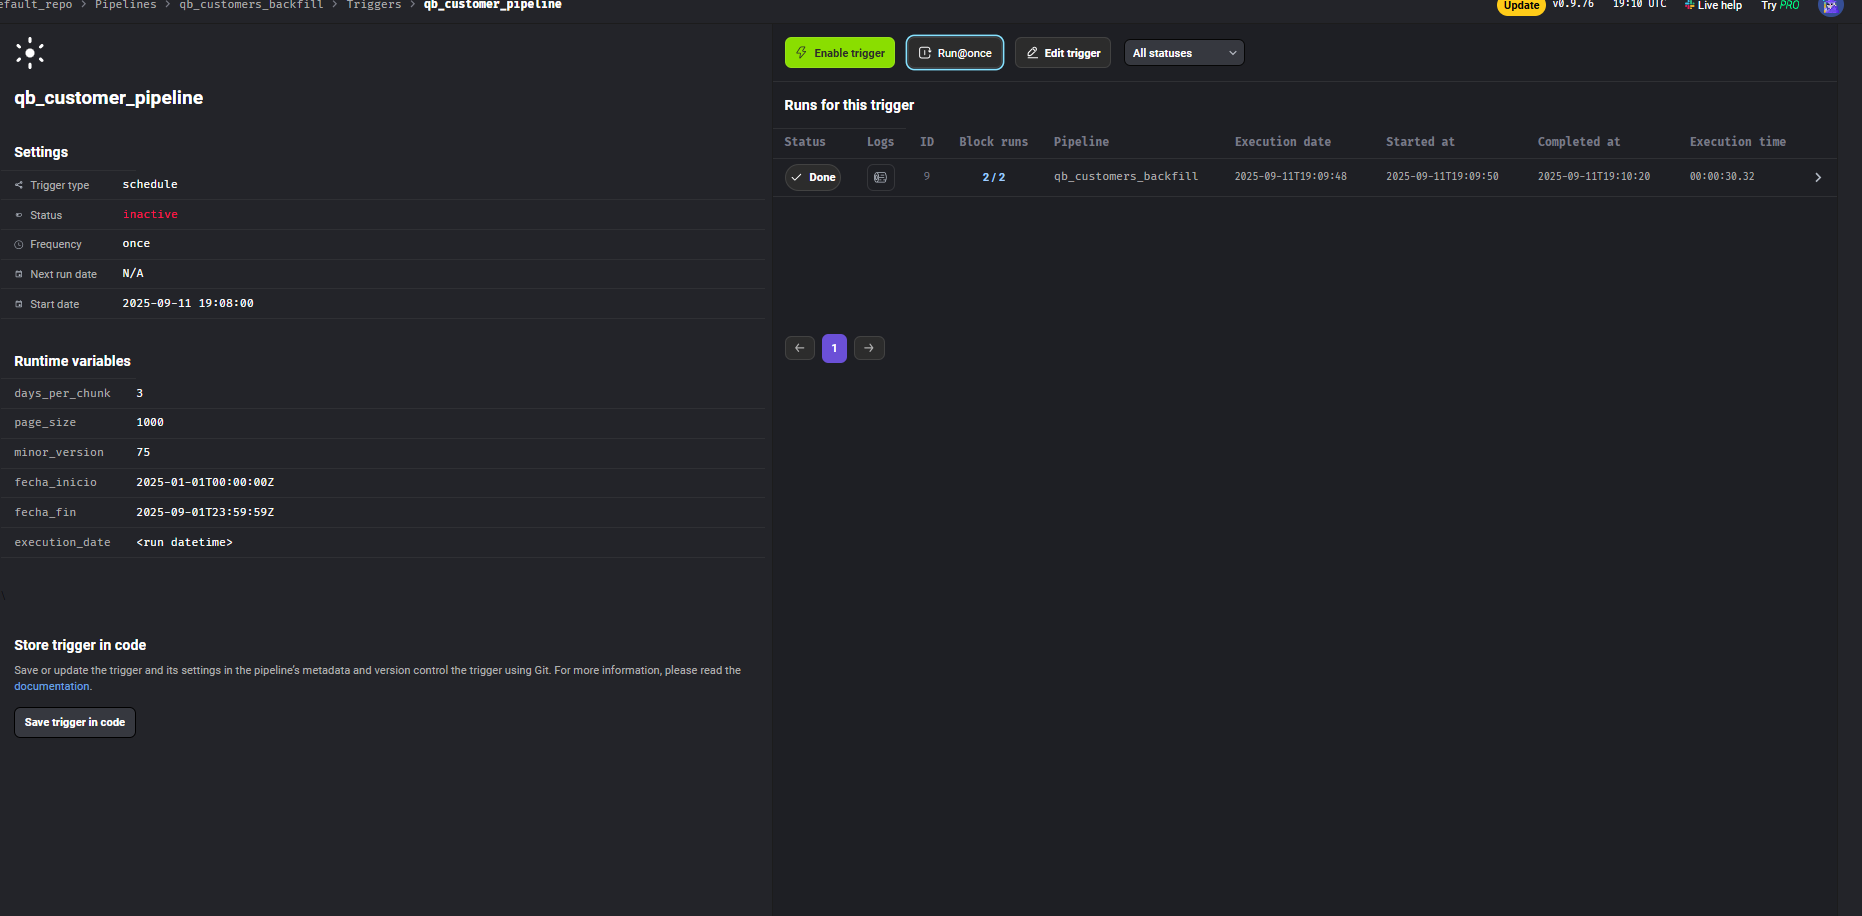 efault_repo > Pipelines > qb_customers_backfill > Triggers > qb_customer_pipeline
Update v0.9.76 19:10 UTC Live help Try PRO
qb_customer_pipeline
Settings
Trigger type schedule
Status inactive
Frequency once
Next run date N/A
Start date 2025-09-11 19:08:00
Runtime variables
days_per_chunk 3
page_size 1000
minor_version 75
fecha_inicio 2025-01-01T00:00:00Z
fecha_fin 2025-09-01T23:59:59Z
execution_date <run datetime>
Store trigger in code
Save or update the trigger and its settings in the pipeline's metadata and version control the trigger using Git. For more information, please read the
documentation.
Save trigger in code
Enable trigger Run@once Edit trigger All statuses
Runs for this trigger
Status Logs ID Block runs Pipeline Execution date Started at Completed at Execution time
Done 9 2/2 qb_customers_backfill 2025-09-11T19:09:48 2025-09-11T19:09:50 2025-09-11T19:10:20 00:00:30.32
1